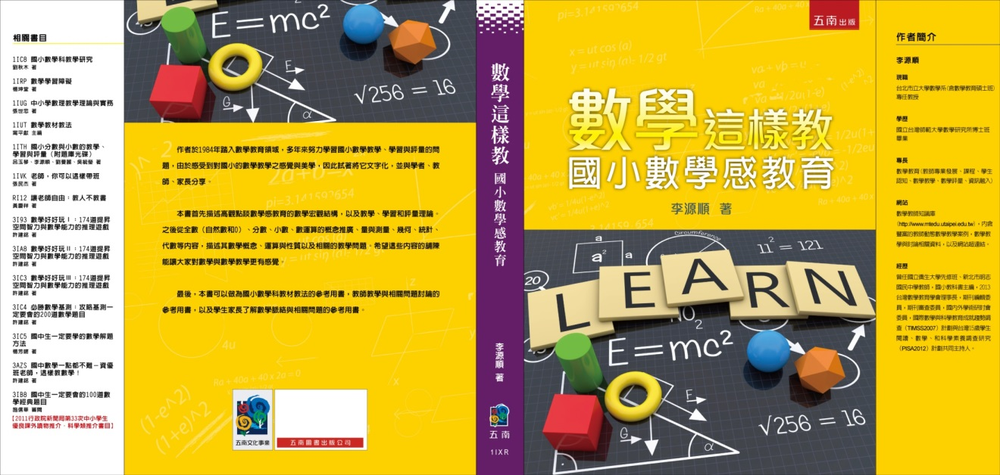 相關書目
1IC8 國小數學科教學研究
劉秋木 著
1IRP 數學學習障礙
楊坤堂 著
1IUG 中小學數理教學理論與實務
張世忠 著
1IUT 數學教材教法
甯平獻 主編
1ITH 國小分數與小數的教學、
學習與評量(附題庫光碟)
呂玉琴、李源順、劉曼麗、吳毓瑩 著
1IVK 老師,你可以這樣帶班
張民杰 著
RI12 讓老師自由:教人不教書
黃慶祥 著
3I93 數學好好玩Ⅰ:174道提昇
空間智力與數學能力的推理遊戲
許建銘 著
3IA8 數學好好玩Ⅱ:174道提昇
空間智力與數學能力的推理遊戲
許建銘 著
3IC3 數學好好玩Ⅲ:174道提昇
空間智力與數學能力的推理遊戲
許建銘 著
3IC4 必勝數學基測:攻略基測一
定要會的200道數學題目
許建銘 著
3IC5 國中生一定要學的數學解題
方法
楊秀 著
3AZS 國中數學一點都不難-資優
班老師,這樣教數學!
許建銘 著
3IB8 國中生一定要會的100道數
學經典題目
【2011行政院新聞局第33次中小學生
優良課外讀物推介‧科學類推介書目】
E=mc²
F
G
α
√256 = 16
作者於1984年踏入數學教育領域,多年來努力學習國小數學教學、學習與評量的問
題,由於感受到對國小的數學教學之感覺與美學,因此試著將它文字化,並與學者、教
師、家長分享。
本書首先描述高觀點談數學感教育的數學宏觀結構,以及教學、學習和評量理論。
之後從全數(自然數和0)、分數、小數、數運算的概念推廣、量與測量、幾何、統計、
代數等內容,描述其數學概念、運算與性質以及相關的教學問題。希望這些內容的鋪陳
能讓大家對數學與數學教學更有感覺。
最後,本書可以做為國小數學科教材教法的參考用書,教師教學與相關問題討論的
參考用書,以及學生家長了解數學脈絡與相關問題的參考用書。
pi=3.141592654
Ra + 40a + 40 x 2a = 0
(1-e^2)
(1+e)^2
五南文化事業
五南圖書出版公司
數學這樣教 國小數學感教育
李源順 著
五南
1IXR
pi=3.141592654
x = ut cos (a)
五南出版
數學這樣教
國小數學感教育
李源順 著
Circumference
a
a²
a
11² = 121
20
LEARN
NO₂
E=mc²
F
G
α
√256 = 16
作者簡介
李源順
現職
台北市立大學數學系(含數學教育碩士班)
專任教授
學歷
國立台灣師範大學數學研究所博士班
畢業
專長
數學教育(教師專業發展、課程、學生
認知、數學教學、數學評量、資訊融入)
網站
數學教師知識庫
(http://www.mtedu.utaipei.edu.tw),內含
豐富的教師動態數學教學案例、數學教
學與討論相關資料,以及網站超連結。
經歷
曾任國立僑生大學先修班、新北市明志
國民中學教師,國小教科書主編,2013
台灣數學教育學會理事長,期刊編輯委
員,期刊審查委員,國內外學術研討會
委員,國際數學與科學教育成就趨勢調
查(TIMSS2007)計劃與台灣15歲學生
閱讀、數學、和科學素養調查研究
(PISA2012)計劃共同主持人。